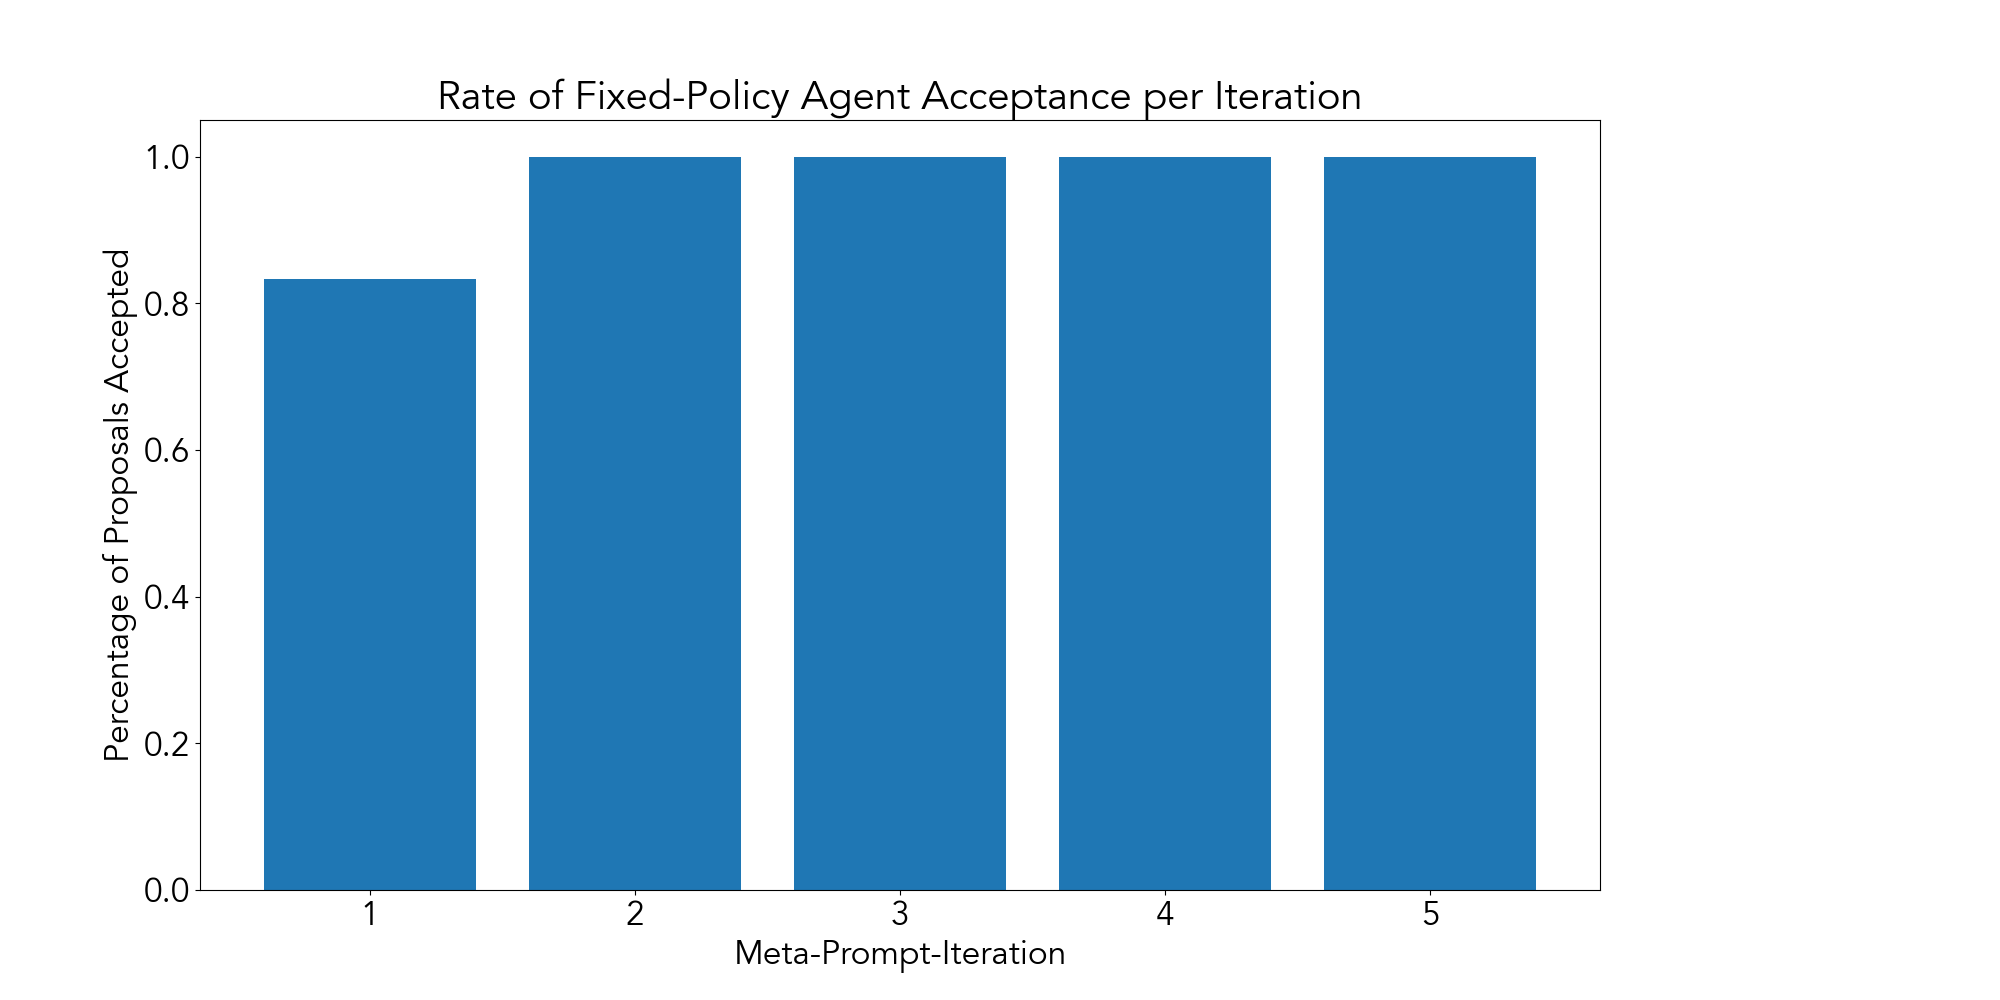 Rate of Fixed-Policy Agent Acceptance per Iteration
Percentage of Proposals Accepted
1.0
0.8
0.6
0.4
0.2
0.0
1 2 3 4 5
Meta-Prompt-Iteration